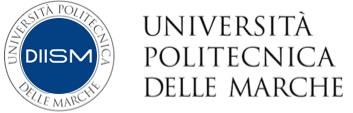 UNIVERSITÀ POLITECNICA
DIISM
DELLE MARCHE
UNIVERSITÀ
POLITECNICA
DELLE MARCHE